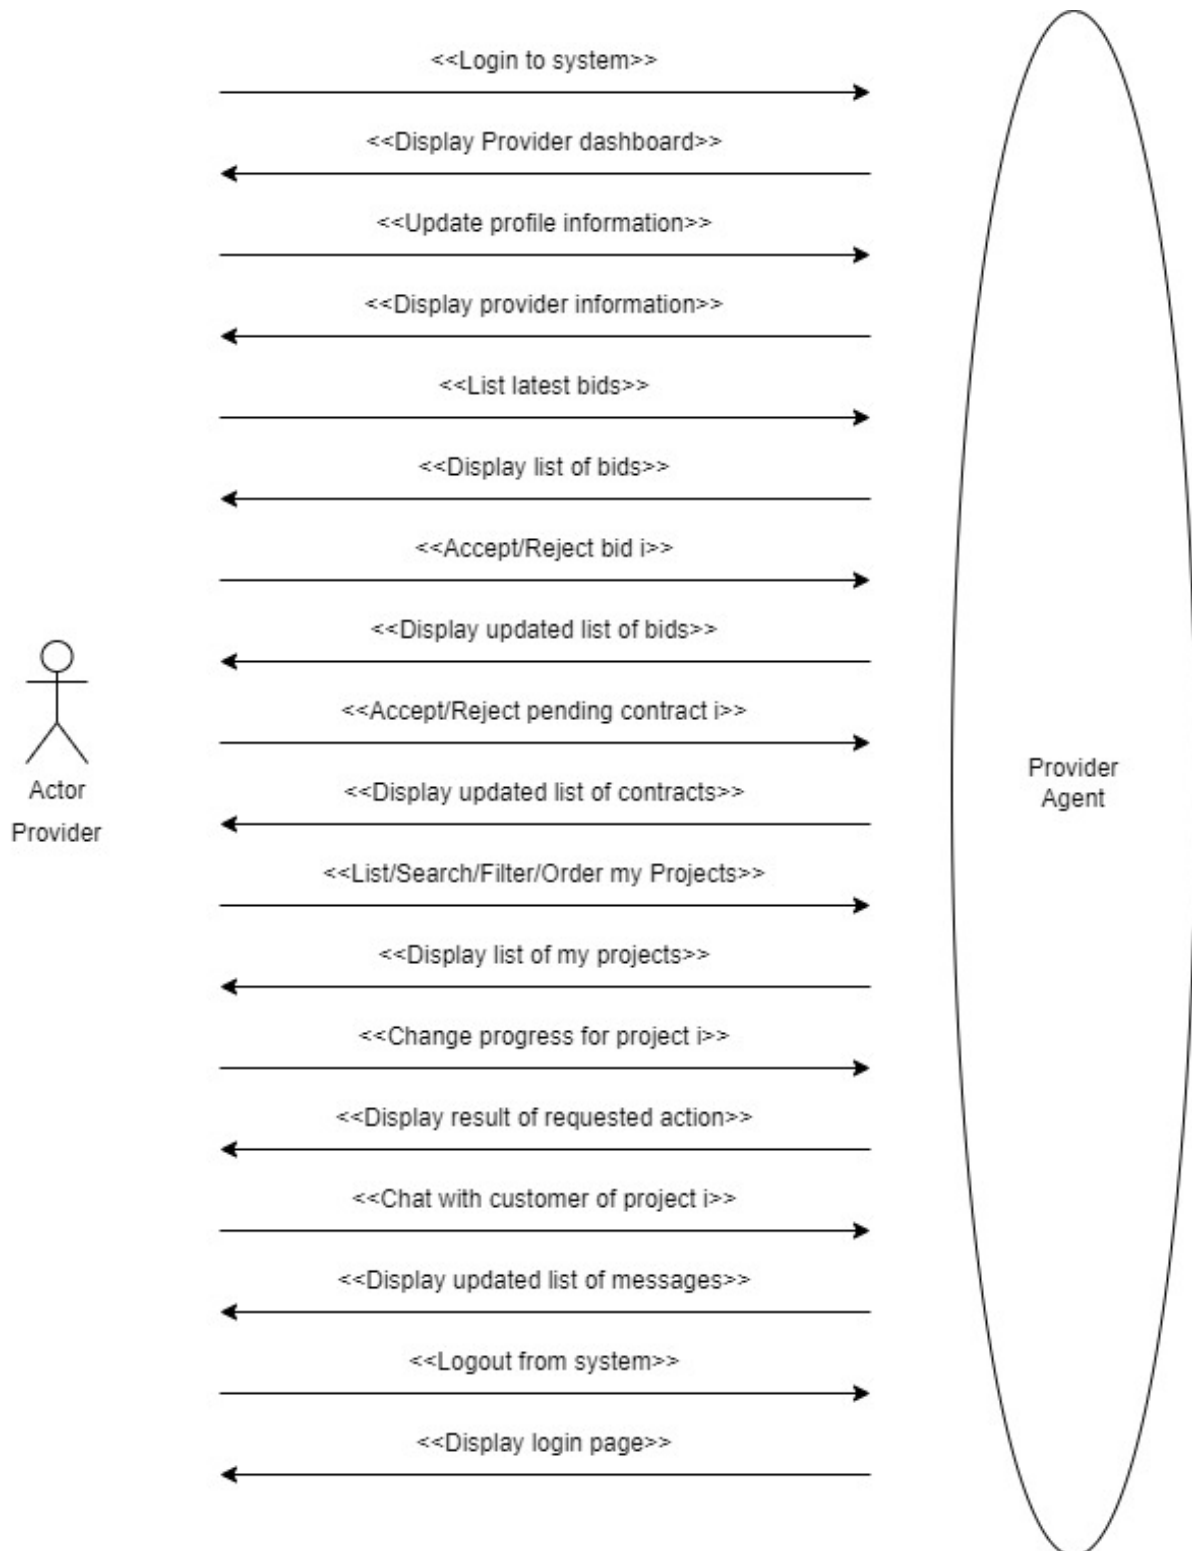 <<Login to system>>
<<Display Provider dashboard>>
<<Update profile information>>
<<Display provider information>>
<<List latest bids>>
<<Display list of bids>>
<<Accept/Reject bid i>>
<<Display updated list of bids>>
<<Accept/Reject pending contract i>>
Actor
Provider
<<Display updated list of contracts>>
Provider
Agent
<<List/Search/Filter/Order my Projects>>
<<Display list of my projects>>
<<Change progress for project i>>
<<Display result of requested action>>
<<Chat with customer of project i>>
<<Display updated list of messages>>
<<Logout from system>>
<<Display login page>>